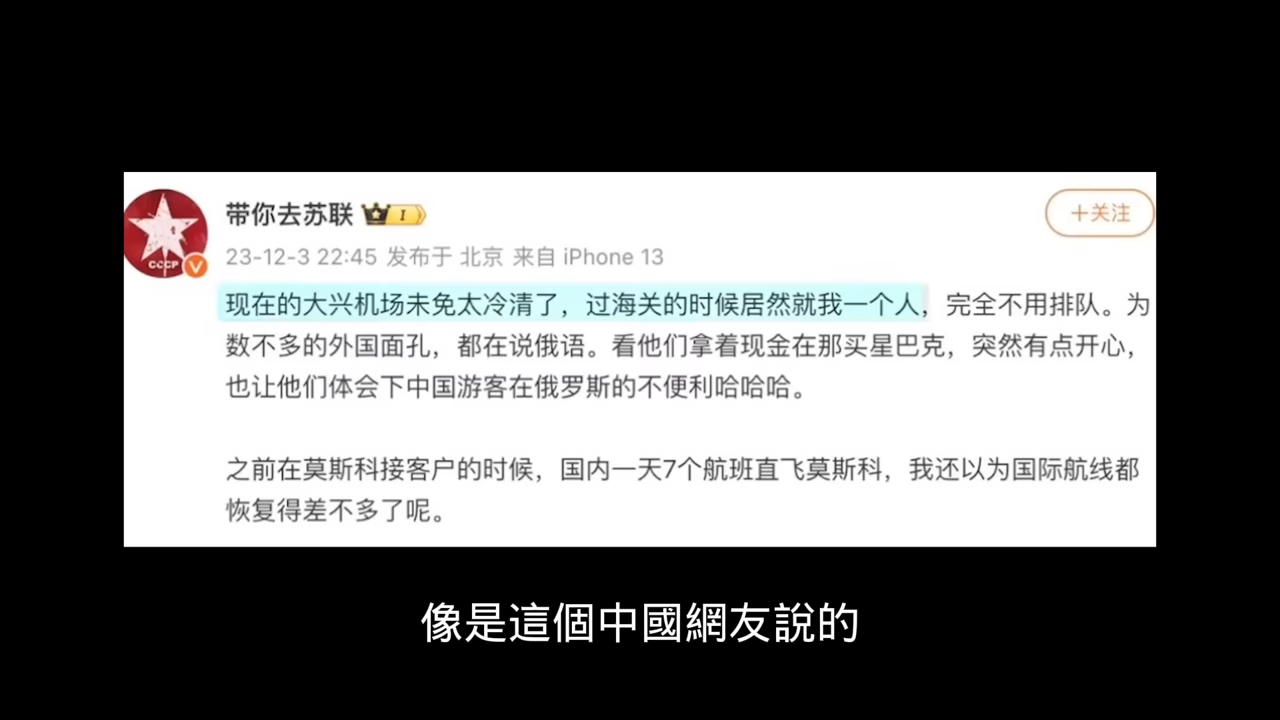 带你去苏联 I
+关注
CCCP
23-12-3 22:45 发布于 北京 来自 iPhone 13
现在的大兴机场未免太冷清了，过海关的时候居然就我一个人，完全不用排队。为
数不多的外国面孔，都在说俄语。看他们拿着现金在那买星巴克，突然有点开心，
也让他们体会下中国游客在俄罗斯的不便利哈哈哈。
之前在莫斯科接客户的时候，国内一天7个航班直飞莫斯科，我还以为国际航线都
恢复得差不多了呢。
像是這個中國網友說的